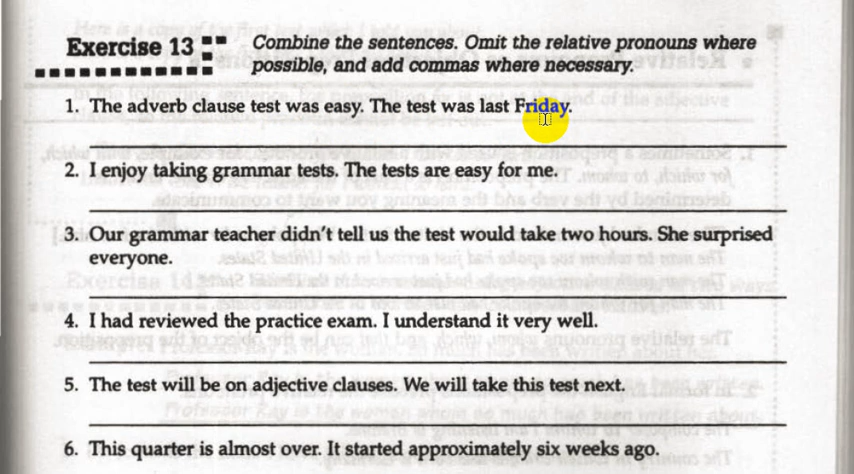 Exercise 13 Combine the sentences. Omit the relative pronouns where
possible, and add commas where necessary.
1. The adverb clause test was easy. The test was last Friday.
2. I enjoy taking grammar tests. The tests are easy for me.
3. Our grammar teacher didn't tell us the test would take two hours. She surprised
everyone.
4. I had reviewed the practice exam. I understand it very well.
5. The test will be on adjective clauses. We will take this test next.
6. This quarter is almost over. It started approximately six weeks ago.